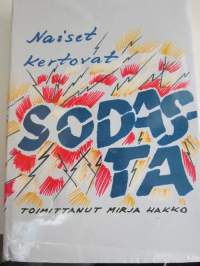 Naiset
kertovat
SODAS-
TA
TOIMITTANUT MIRJA HAKKO